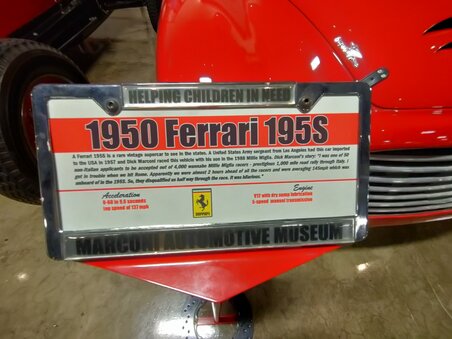 HELPING CHILDREN IN NEED
1950 Ferrari 195S
A Ferrari 195S is a rare vintage supercar to see in the states. A United States Army sergeant from Los Angeles had this car imported
to the USA in 1957 and Dick Marconi raced this vehicle with his son in the 1986 Mille Miglia. Dick Marconi's story: "I was one of 50
non-Italian applicants to be accepted out of 4,000 wannabe Mille Miglia racers - prestigious 1,000 mile road rally through Italy. I
got in trouble when we hit Rome. Apparently we were almost 2 hours ahead of all the racers and were averaging 145mph which was
unheard of in the 1955. So, they disqualified us half way through the race. It was Marcon."
Acceleration
0-60 in 9.0 seconds
top speed of 137 mph
Engine
V12 with dry sump lubrication
5-speed manual transmission
MARCONI AUTOMOTIVE MUSEUM